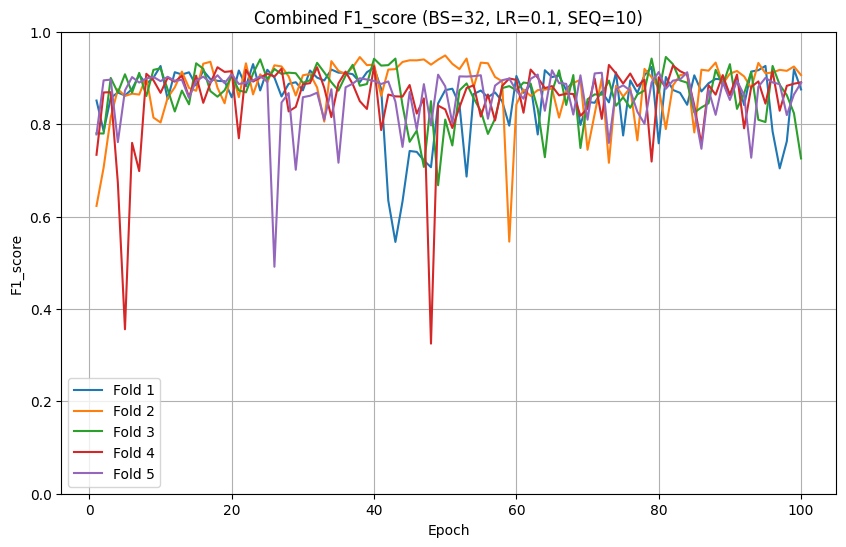 Combined F1_score (BS=32, LR=0.1, SEQ=10)
F1_score
1.0
0.8
0.6
0.4
0.2
0.0
Fold 1
Fold 2
Fold 3
Fold 4
Fold 5
0 20 40 60 80 100
Epoch